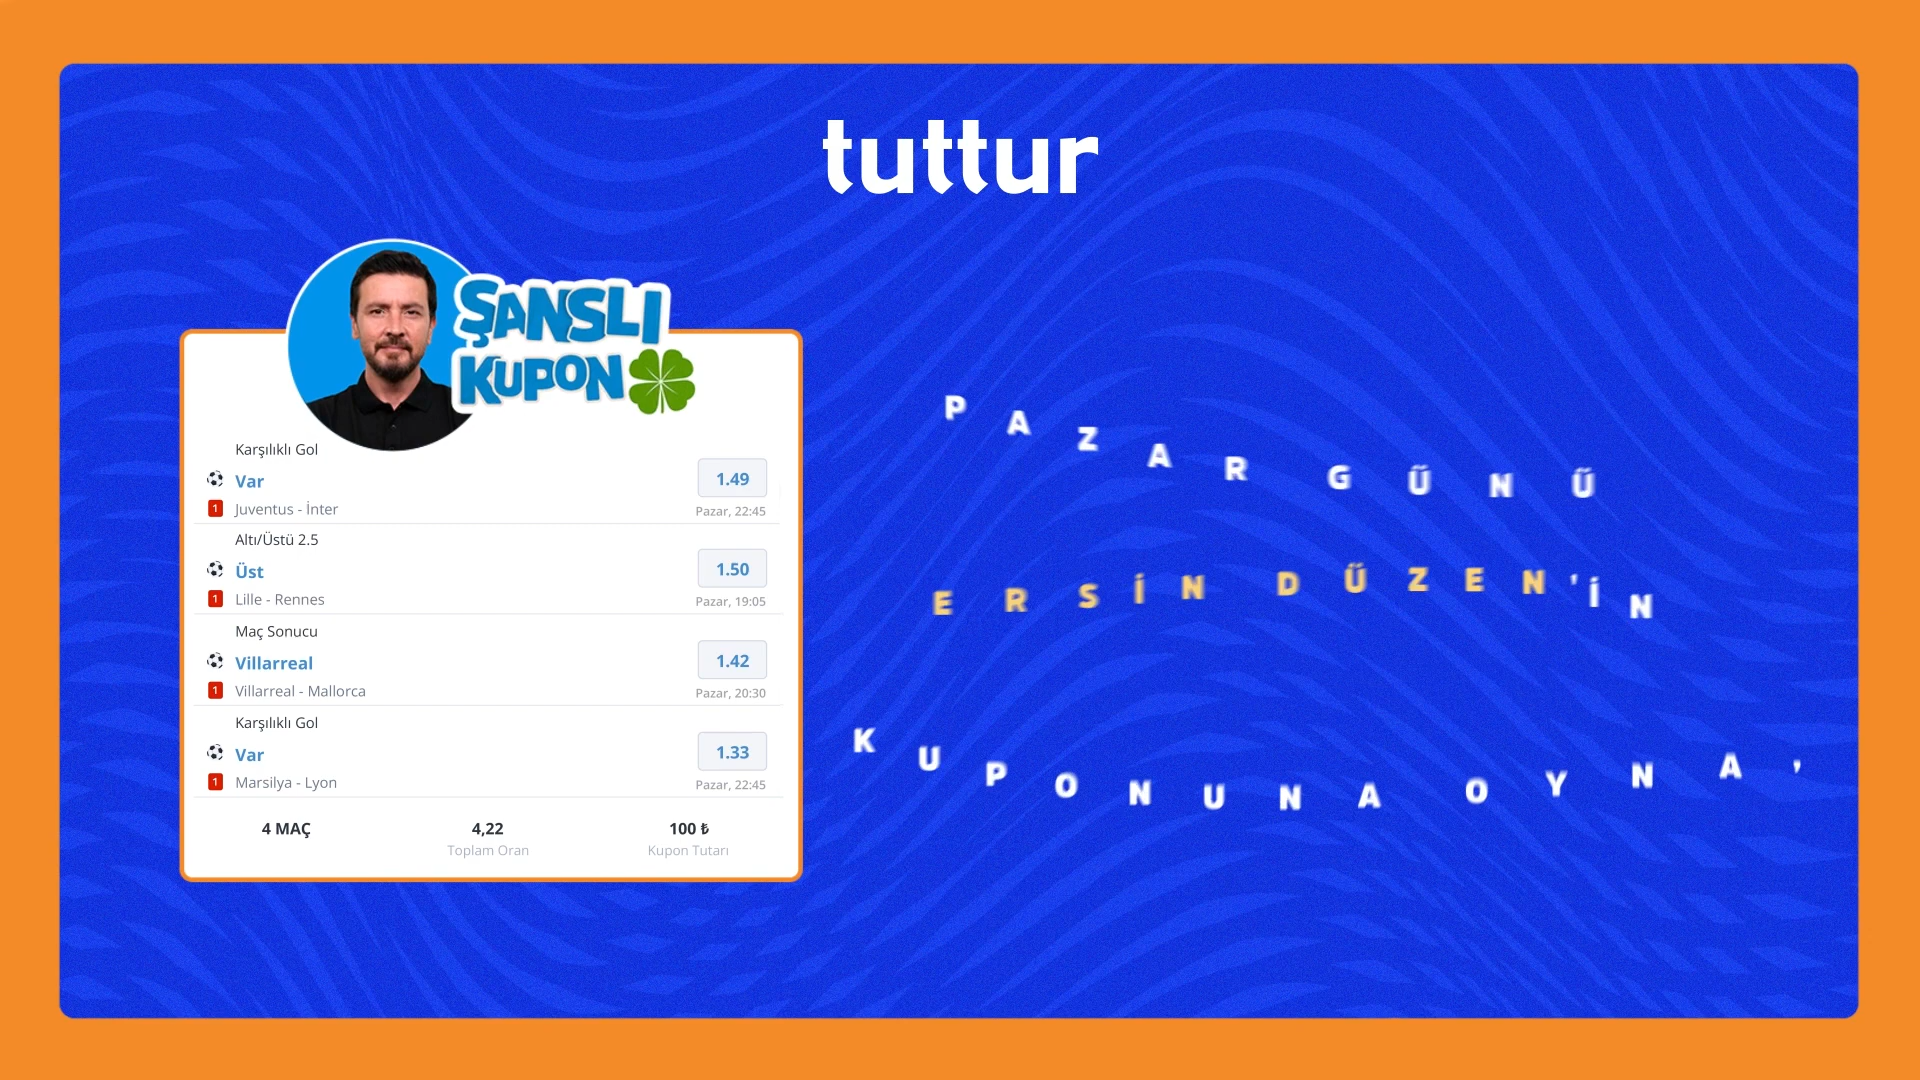 tuttur
ŞANSLI
KUPON
Karşılıklı Gol
Var
1.49
1 Juventus - İnter
Pazar, 22:45
Altı/Üstü 2.5
Üst
1.50
1 Lille - Rennes
Pazar, 19:05
Maç Sonucu
Villarreal
1.42
1 Villarreal - Mallorca
Pazar, 20:30
Karşılıklı Gol
Var
1.33
1 Marsilya - Lyon
Pazar, 22:45
4 MAÇ 4,22 100 ₺
Toplam Oran Kupon Tutarı
PAZAR GÜNÜ
ERSİN DÜZEN'İN
KUPONUNA OYNA,